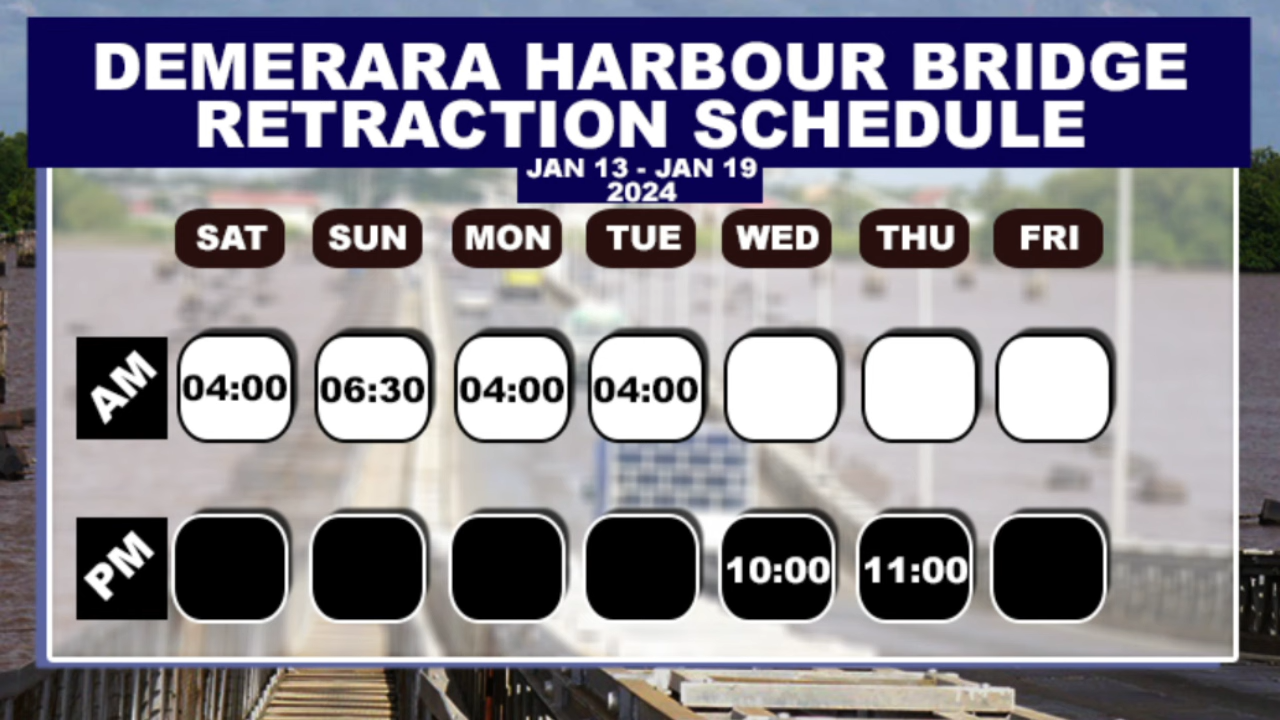 DEMERARA HARBOUR BRIDGE
RETRACTION SCHEDULE
JAN 13 - JAN 19
2024
SAT SUN MON TUE WED THU FRI
AM 04:00 06:30 04:00 04:00
PM 10:00 11:00